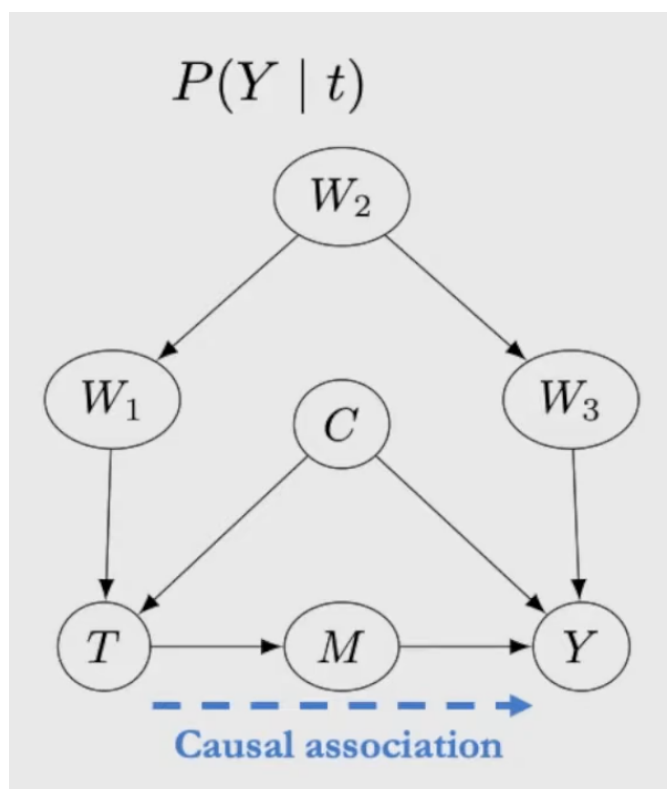 P(Y | t)
W₂
W₁
C
W₃
T
M
Y
Causal association